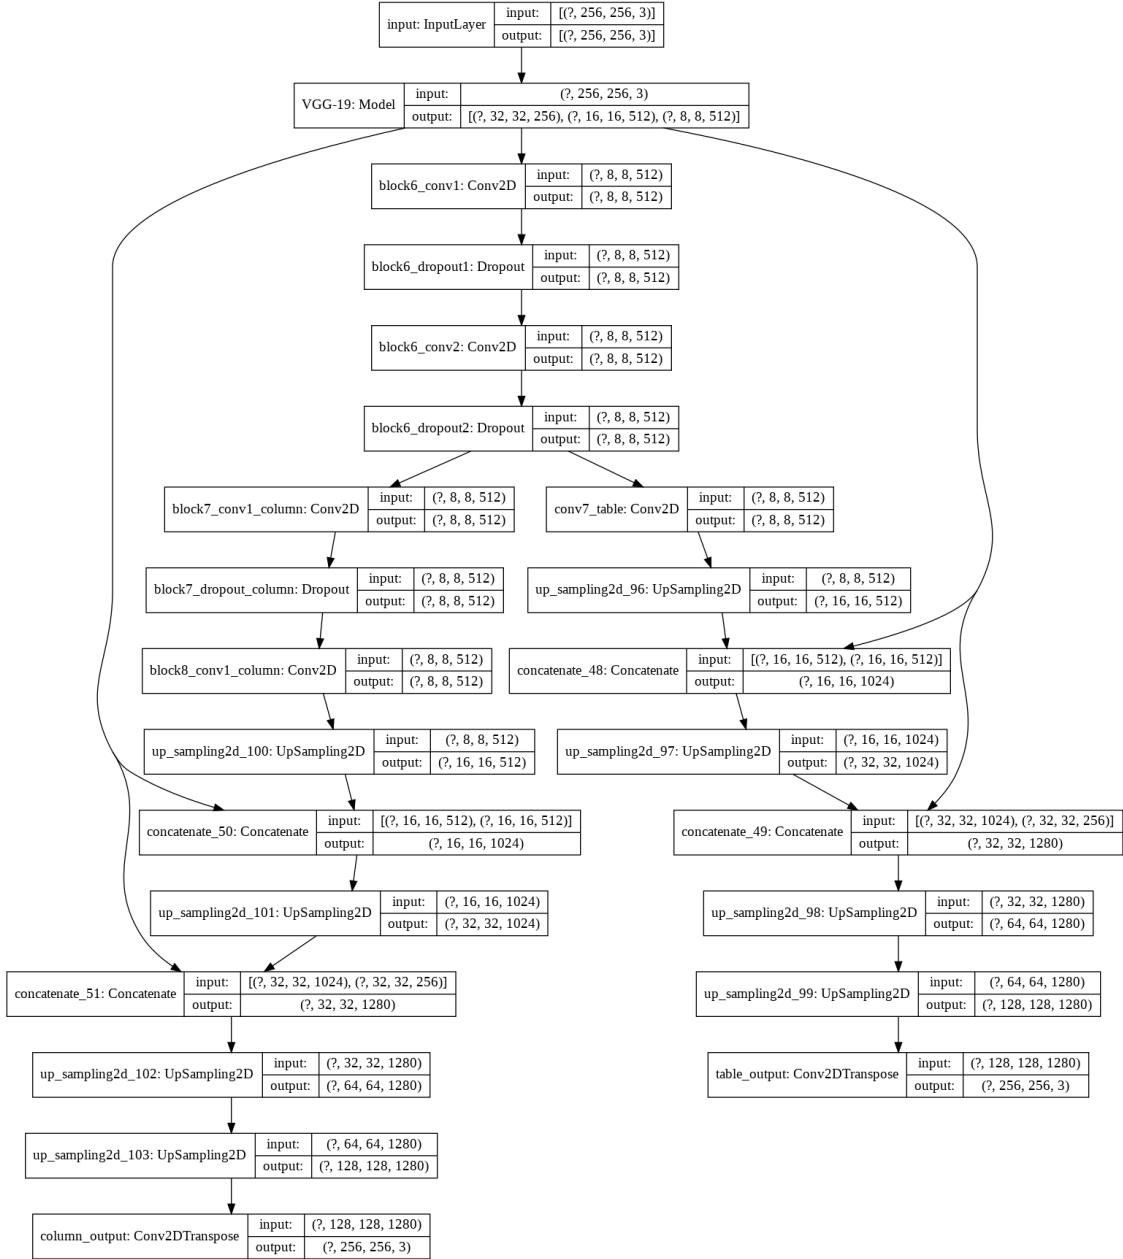 input: InputLayer
input: [(?, 256, 256, 3)]
output: [(?, 256, 256, 3)]
VGG-19: Model
input: (?, 256, 256, 3)
output: [(?, 32, 32, 256), (?, 16, 16, 512), (?, 8, 8, 512)]
block6_conv1: Conv2D
input: (?, 8, 8, 512)
output: (?, 8, 8, 512)
block6_dropout1: Dropout
input: (?, 8, 8, 512)
output: (?, 8, 8, 512)
block6_conv2: Conv2D
input: (?, 8, 8, 512)
output: (?, 8, 8, 512)
block6_dropout2: Dropout
input: (?, 8, 8, 512)
output: (?, 8, 8, 512)
block7_conv1_column: Conv2D
input: (?, 8, 8, 512)
output: (?, 8, 8, 512)
conv7_table: Conv2D
input: (?, 8, 8, 512)
output: (?, 8, 8, 512)
block7_dropout_column: Dropout
input: (?, 8, 8, 512)
output: (?, 8, 8, 512)
up_sampling2d_96: UpSampling2D
input: (?, 8, 8, 512)
output: (?, 16, 16, 512)
block8_conv1_column: Conv2D
input: (?, 8, 8, 512)
output: (?, 8, 8, 512)
concatenate_48: Concatenate
input: [(?, 16, 16, 512), (?, 16, 16, 512)]
output: (?, 16, 16, 1024)
up_sampling2d_100: UpSampling2D
input: (?, 8, 8, 512)
output: (?, 16, 16, 512)
up_sampling2d_97: UpSampling2D
input: (?, 16, 16, 1024)
output: (?, 32, 32, 1024)
concatenate_50: Concatenate
input: [(?, 16, 16, 512), (?, 16, 16, 512)]
output: (?, 16, 16, 1024)
concatenate_49: Concatenate
input: [(?, 32, 32, 1024), (?, 32, 32, 256)]
output: (?, 32, 32, 1280)
up_sampling2d_101: UpSampling2D
input: (?, 16, 16, 1024)
output: (?, 32, 32, 1024)
up_sampling2d_98: UpSampling2D
input: (?, 32, 32, 1280)
output: (?, 64, 64, 1280)
concatenate_51: Concatenate
input: [(?, 32, 32, 1024), (?, 32, 32, 256)]
output: (?, 32, 32, 1280)
up_sampling2d_99: UpSampling2D
input: (?, 64, 64, 1280)
output: (?, 128, 128, 1280)
up_sampling2d_102: UpSampling2D
input: (?, 32, 32, 1280)
output: (?, 64, 64, 1280)
table_output: Conv2DTranspose
input: (?, 128, 128, 1280)
output: (?, 256, 256, 3)
up_sampling2d_103: UpSampling2D
input: (?, 64, 64, 1280)
output: (?, 128, 128, 1280)
column_output: Conv2DTranspose
input: (?, 128, 128, 1280)
output: (?, 256, 256, 3)